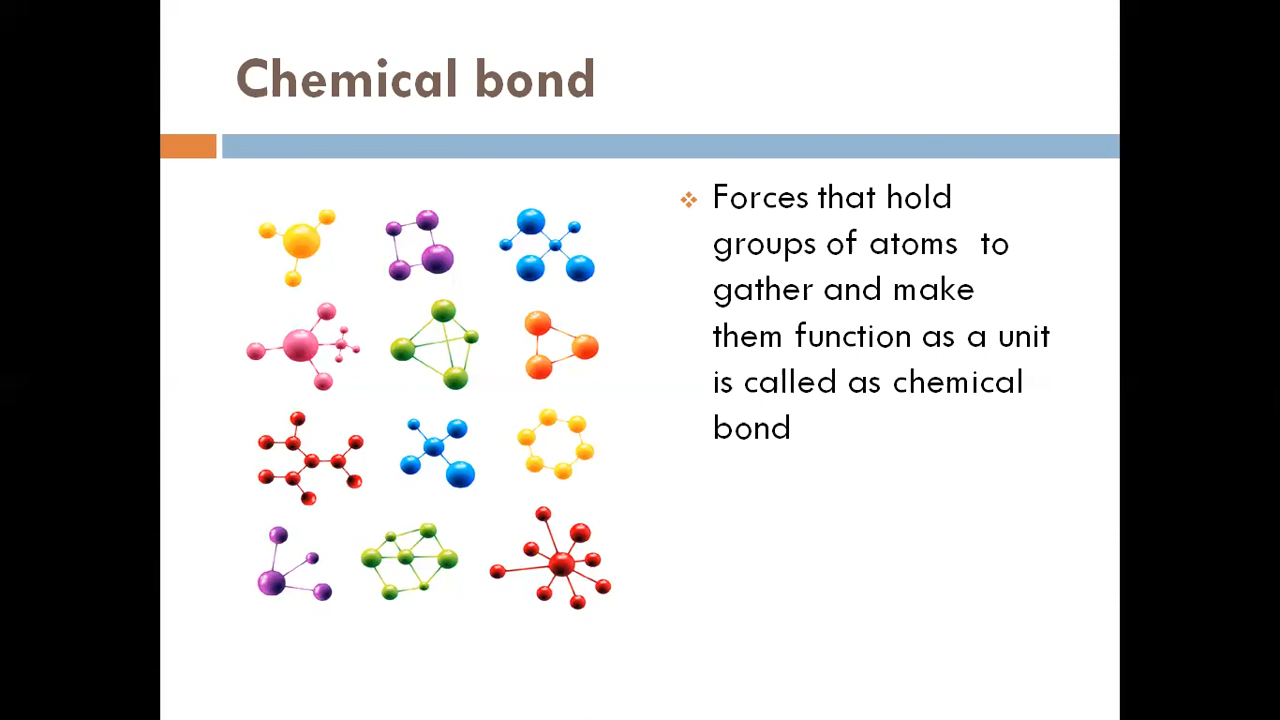 Chemical bond
Forces that hold
groups of atoms to
gather and make
them function as a unit
is called as chemical
bond